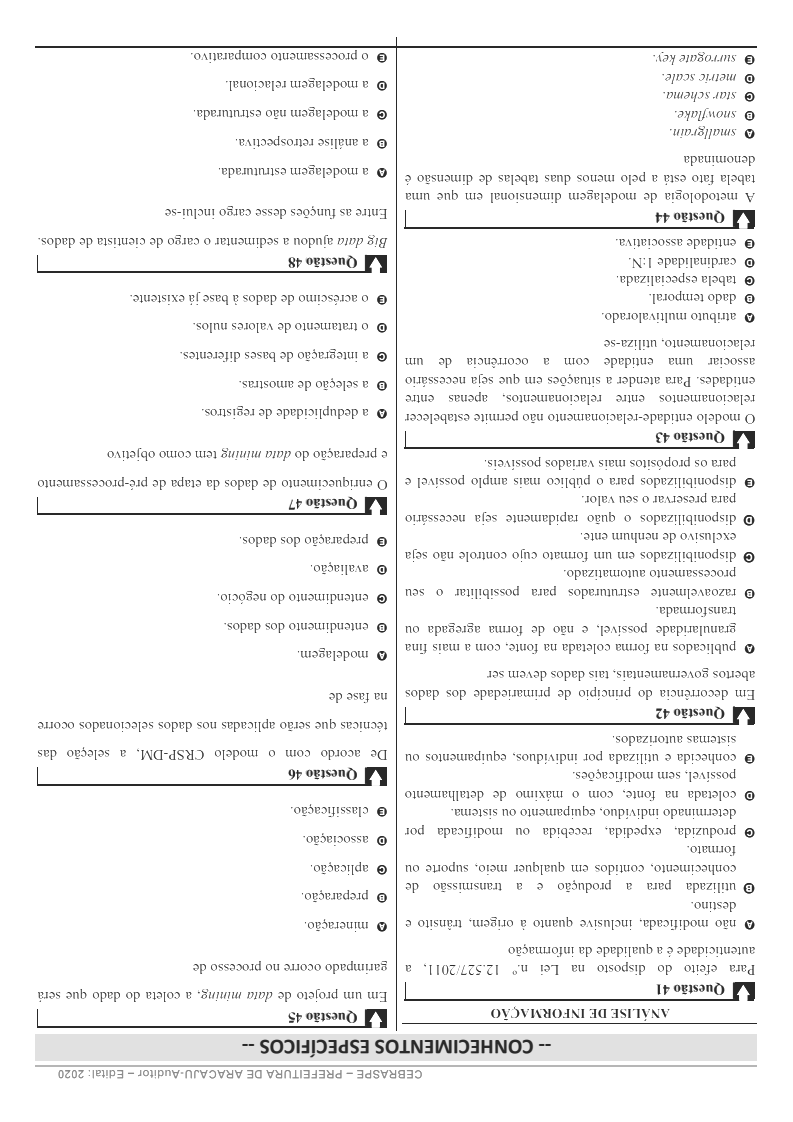 CEBRASPE – PREFEITURA DE ARACAJU-Auditor – Edital: 2020
-- CONHECIMENTOS ESPECÍFICOS --
ANÁLISE DE INFORMAÇÃO
Questão 41
Para efeito do disposto na Lei n.º 12.527/2011, a
autenticidade é a qualidade da informação
A não modificada, inclusive quanto à origem, trânsito e
destino.
B utilizada para a produção e a transmissão de
conhecimento, contidos em qualquer meio, suporte ou
formato.
C produzida, expedida, recebida ou modificada por
determinado indivíduo, equipamento ou sistema.
D coletada na fonte, com o máximo de detalhamento
possível, sem modificações.
E conhecida e utilizada por indivíduos, equipamentos ou
sistemas autorizados.
Questão 42
Em decorrência do princípio de primariedade dos dados
abertos governamentais, tais dados devem ser
A publicados na forma coletada na fonte, com a mais fina
granularidade possível, e não de forma agregada ou
transformada.
B razoavelmente estruturados para possibilitar o seu
processamento automatizado.
C disponibilizados em um formato cujo controle não seja
exclusivo de nenhum ente.
D disponibilizados o quão rapidamente seja necessário
para preservar o seu valor.
E disponibilizados para o público mais amplo possível e
para os propósitos mais variados possíveis.
Questão 43
O modelo entidade-relacionamento não permite estabelecer
relacionamentos entre relacionamentos, apenas entre
entidades. Para atender a situações em que seja necessário
associar uma entidade com a ocorrência de um
relacionamento, utiliza-se
A atributo multivalorado.
B dado temporal.
C tabela especializada.
D cardinalidade 1:N.
E entidade associativa.
Questão 44
A metodologia de modelagem dimensional em que uma
tabela fato está a pelo menos duas tabelas de dimensão é
denominada
A smallgrain.
B snowflake.
C star schema.
D metric scale.
E surrogate key.
Questão 45
Em um projeto de data mining, a coleta do dado que será
garimpado ocorre no processo de
A mineração.
B preparação.
C aplicação.
D associação.
E classificação.
Questão 46
De acordo com o modelo CRSP-DM, a seleção das
técnicas que serão aplicadas nos dados selecionados ocorre
na fase de
A modelagem.
B entendimento dos dados.
C entendimento do negócio.
D avaliação.
E preparação dos dados.
Questão 47
O enriquecimento de dados da etapa de pré-processamento
e preparação do data mining tem como objetivo
A a deduplicidade de registros.
B a seleção de amostras.
C a integração de bases diferentes.
D o tratamento de valores nulos.
E o acréscimo de dados à base já existente.
Questão 48
Big data ajudou a sedimentar o cargo de cientista de dados.
Entre as funções desse cargo inclui-se
A a modelagem estruturada.
B a análise retrospectiva.
C a modelagem não estruturada.
D a modelagem relacional.
E o processamento comparativo.